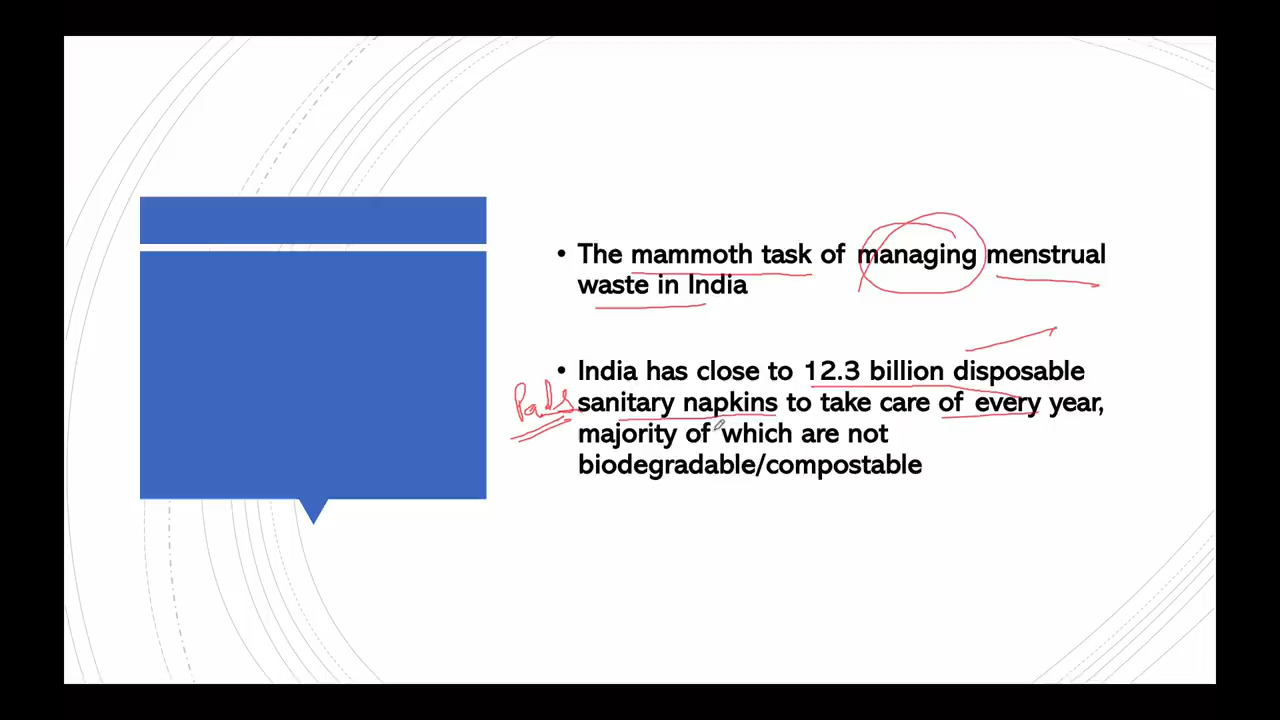 • The mammoth task of managing menstrual
waste in India
• India has close to 12.3 billion disposable
Pads sanitary napkins to take care of every year,
majority of which are not
biodegradable/compostable